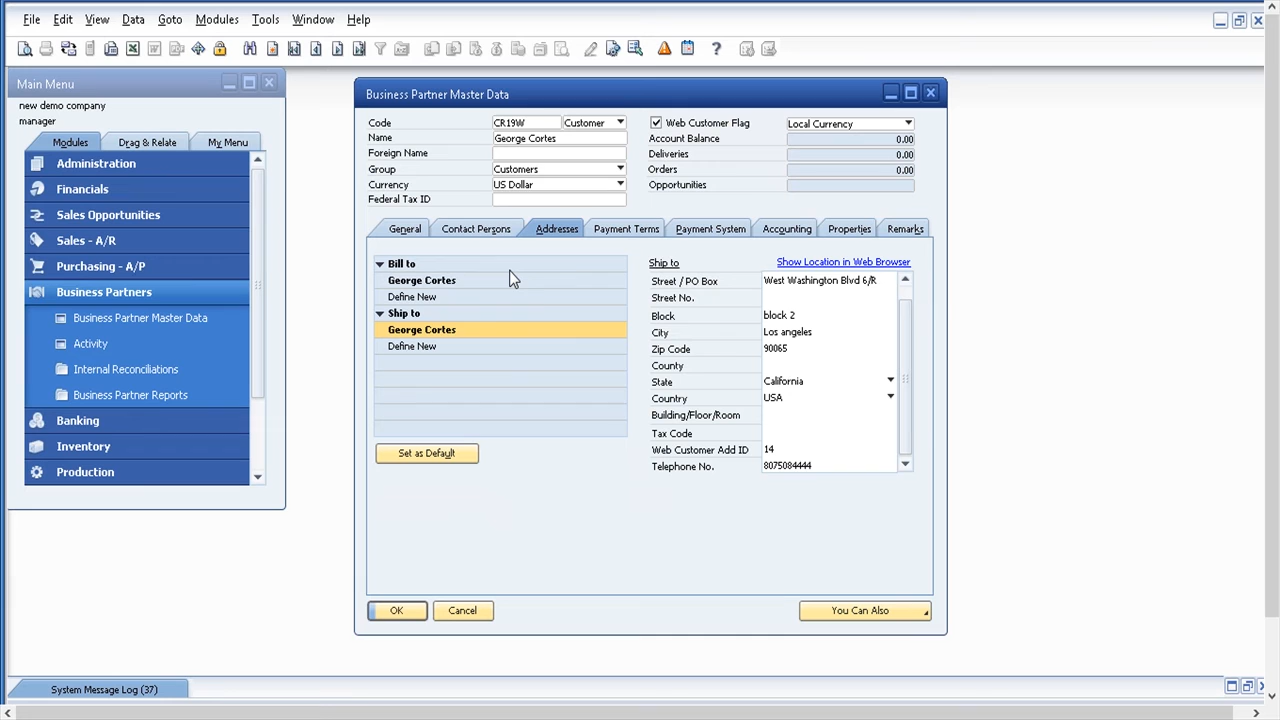 File Edit View Data Goto Modules Tools Window Help
Main Menu
new demo company
manager
Modules Drag & Relate My Menu
Administration
Financials
Sales Opportunities
Sales - A/R
Purchasing - A/P
Business Partners
Business Partner Master Data
Activity
Internal Reconciliations
Business Partner Reports
Banking
Inventory
Production
Business Partner Master Data
Code CR19W Customer
Name George Cortes
Foreign Name
Group Customers
Currency US Dollar
Federal Tax ID
Web Customer Flag Local Currency
Account Balance 0.00
Deliveries 0.00
Orders 0.00
Opportunities
General Contact Persons Addresses Payment Terms Payment System Accounting Properties Remarks
Bill to
George Cortes
Define New
Ship to
George Cortes
Define New
Set as Default
Ship to Show Location in Web Browser
Street / PO Box West Washington Blvd 6/R
Street No.
Block block 2
City Los angeles
Zip Code 90065
County
State California
Country USA
Building/Floor/Room
Tax Code
Web Customer Add ID 14
Telephone No. 8075084444
OK Cancel You Can Also
System Message Log (37)